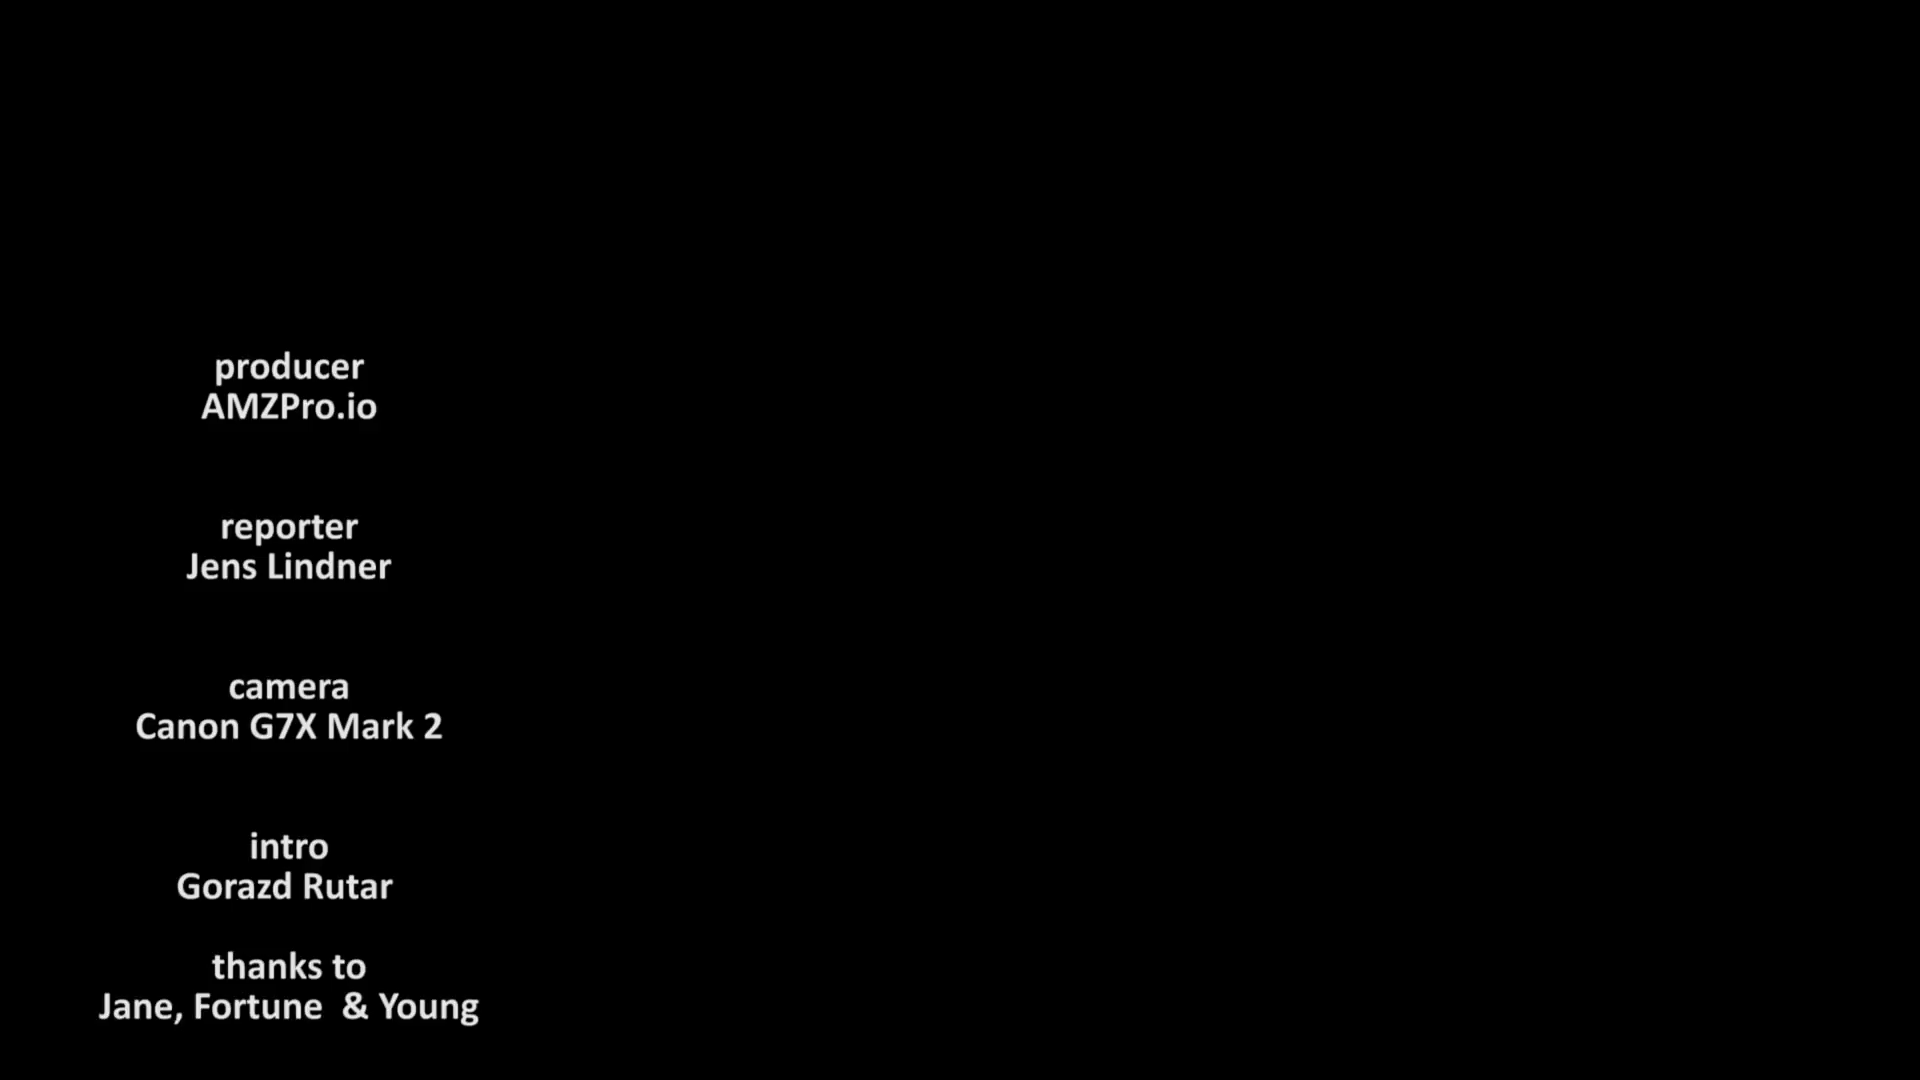 producer
AMZPro.io
reporter
Jens Lindner
camera
Canon G7X Mark 2
intro
Gorazd Rutar
thanks to
Jane, Fortune  & Young